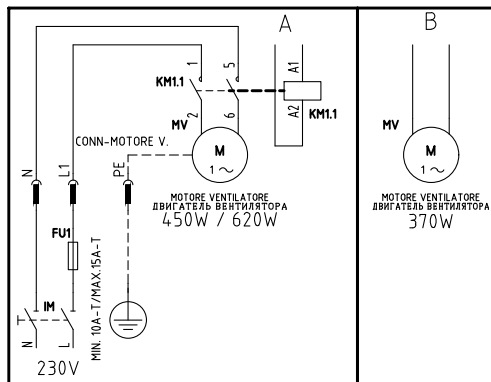 A
B
1
5
KM1.1
A1
A2
KM1.1
2
6
MV
MV
CONN-MOTORE V.
M
1~
M
1~
N
L1
PE
MOTORE VENTILATORE
ДВИГАТЕЛЬ ВЕНТИЛЯТОРА
450W / 620W
MOTORE VENTILATORE
ДВИГАТЕЛЬ ВЕНТИЛЯТОРА
370W
FU1
MIN. 10A-T/MAX.15A-T
IM
N
L
230V